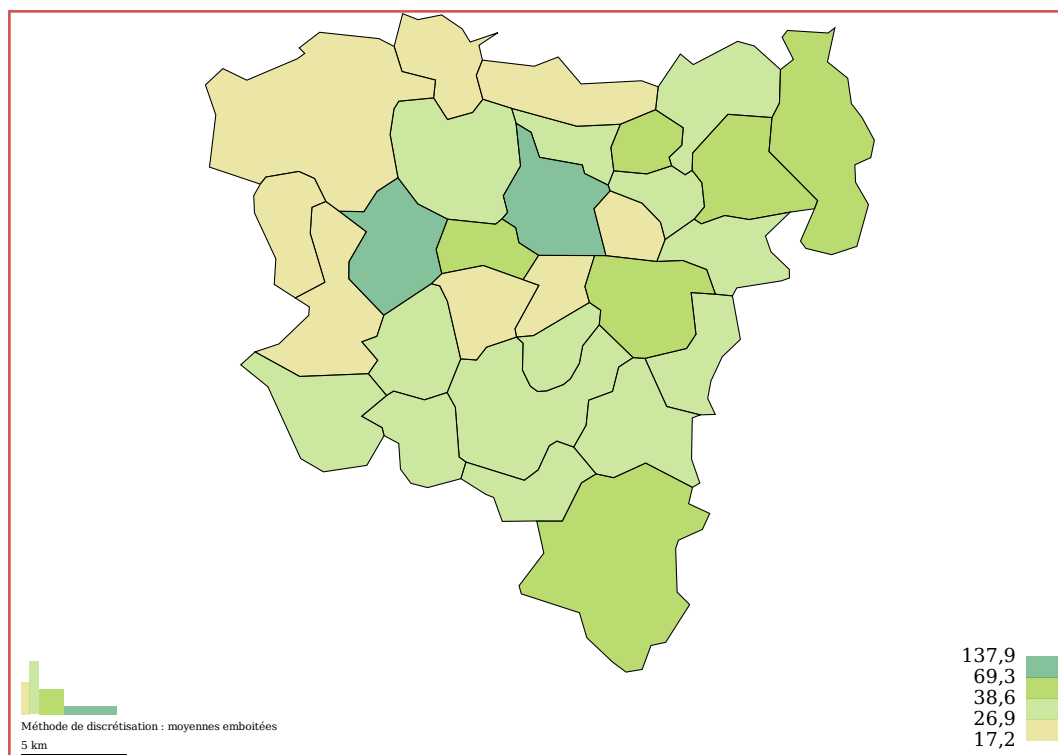 137,9
69,3
38,6
26,9
17,2
Méthode de discrétisation : moyennes emboitées
5 km